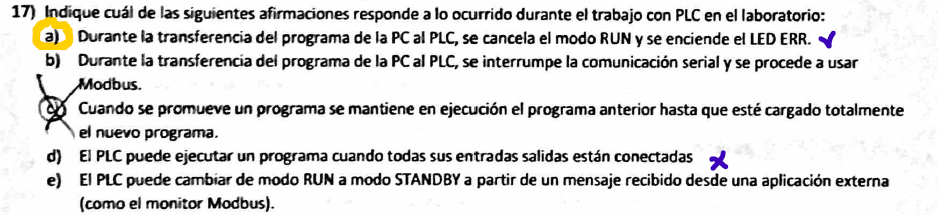 17) Indique cuál de las siguientes afirmaciones responde a lo ocurrido durante el trabajo con PLC en el laboratorio:
a) Durante la transferencia del programa de la PC al PLC, se cancela el modo RUN y se enciende el LED ERR.
b) Durante la transferencia del programa de la PC al PLC, se interrumpe la comunicación serial y se procede a usar
Modbus.
c) Cuando se promueve un programa se mantiene en ejecución el programa anterior hasta que esté cargado totalmente
el nuevo programa.
d) El PLC puede ejecutar un programa cuando todas sus entradas salidas están conectadas
e) El PLC puede cambiar de modo RUN a modo STANDBY a partir de un mensaje recibido desde una aplicación externa
(como el monitor Modbus).